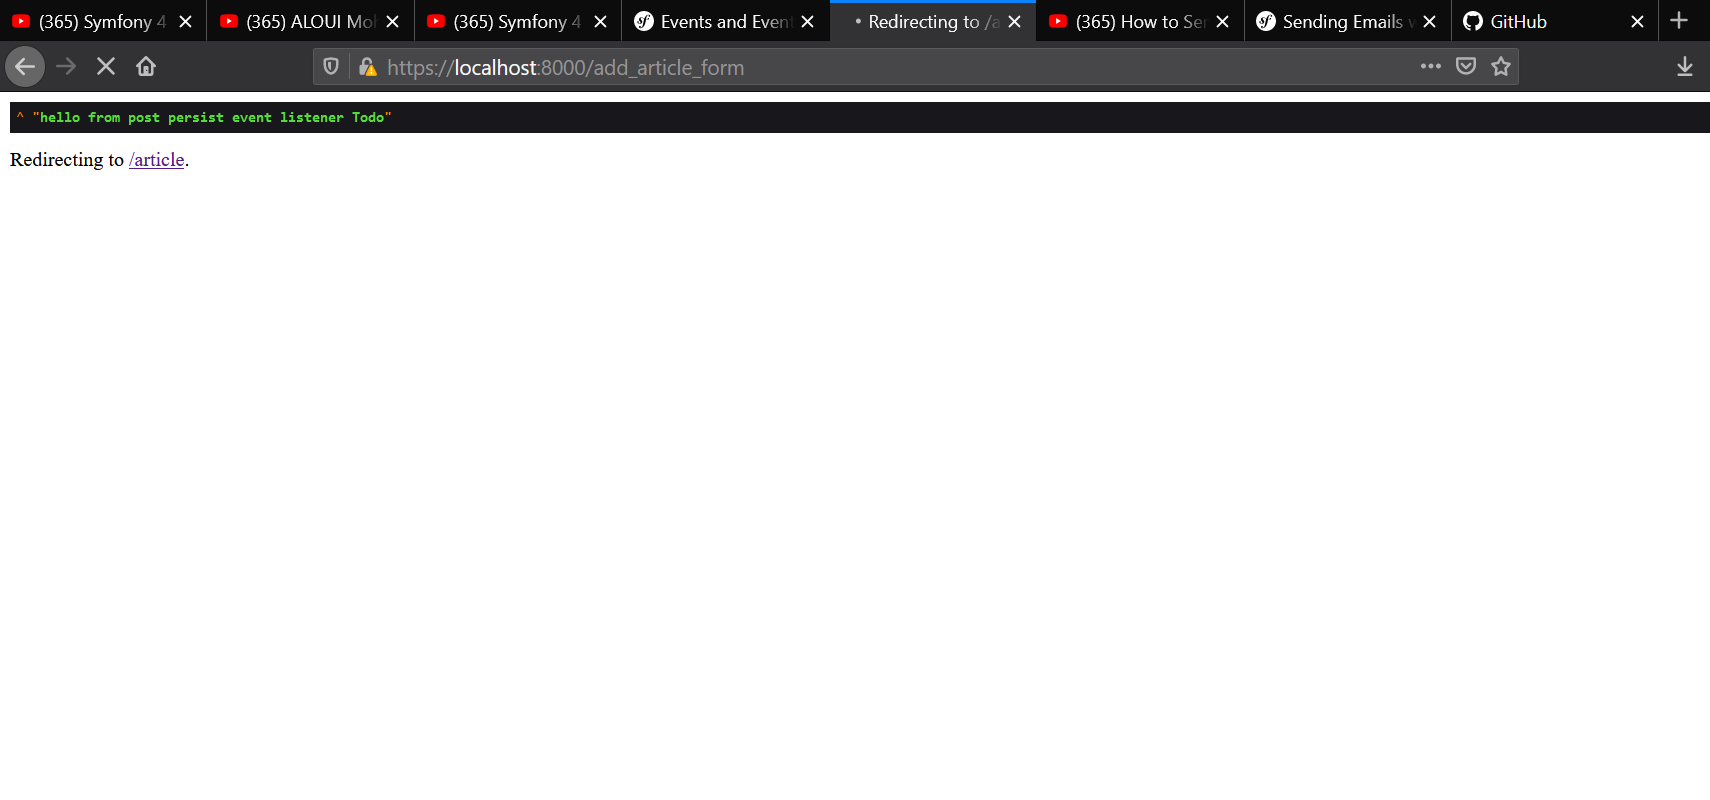 (365) Symfony 4
(365) ALOUI Mo
(365) Symfony 4
Events and Event
• Redirecting to /a
(365) How to Se
Sending Emails w
GitHub
https://localhost:8000/add_article_form
^ "hello from post persist event listener Todo"
Redirecting to /article.